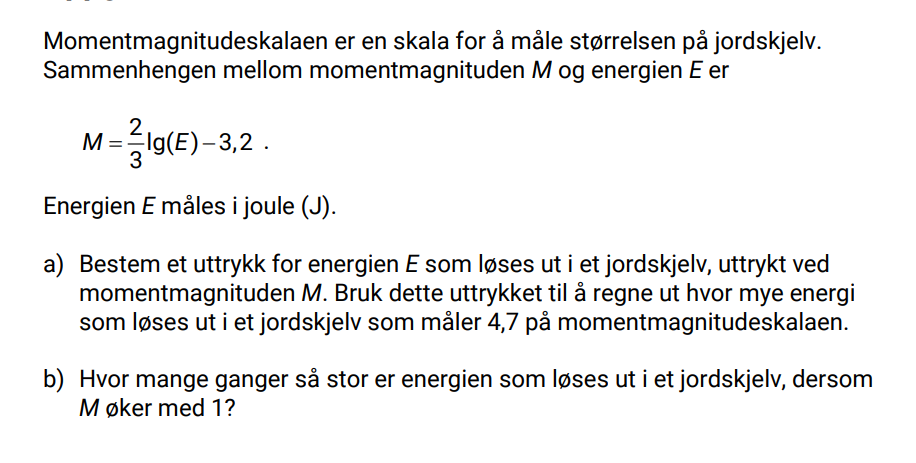 Momentmagnitudeskalaen er en skala for å måle størrelsen på jordskjelv.
Sammenhengen mellom momentmagnituden M og energien E er
M = 2/3 lg(E) − 3,2 .
Energien E måles i joule (J).
a) Bestem et uttrykk for energien E som løses ut i et jordskjelv, uttrykt ved
momentmagnituden M. Bruk dette uttrykket til å regne ut hvor mye energi
som løses ut i et jordskjelv som måler 4,7 på momentmagnitudeskalaen.
b) Hvor mange ganger så stor er energien som løses ut i et jordskjelv, dersom
M øker med 1?